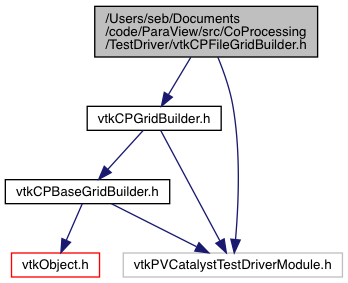 /Users/seb/Documents
/code/ParaView/src/CoProcessing
/TestDriver/vtkCPFileGridBuilder.h
vtkCPGridBuilder.h
vtkCPBaseGridBuilder.h
vtkObject.h
vtkPVCatalystTestDriverModule.h